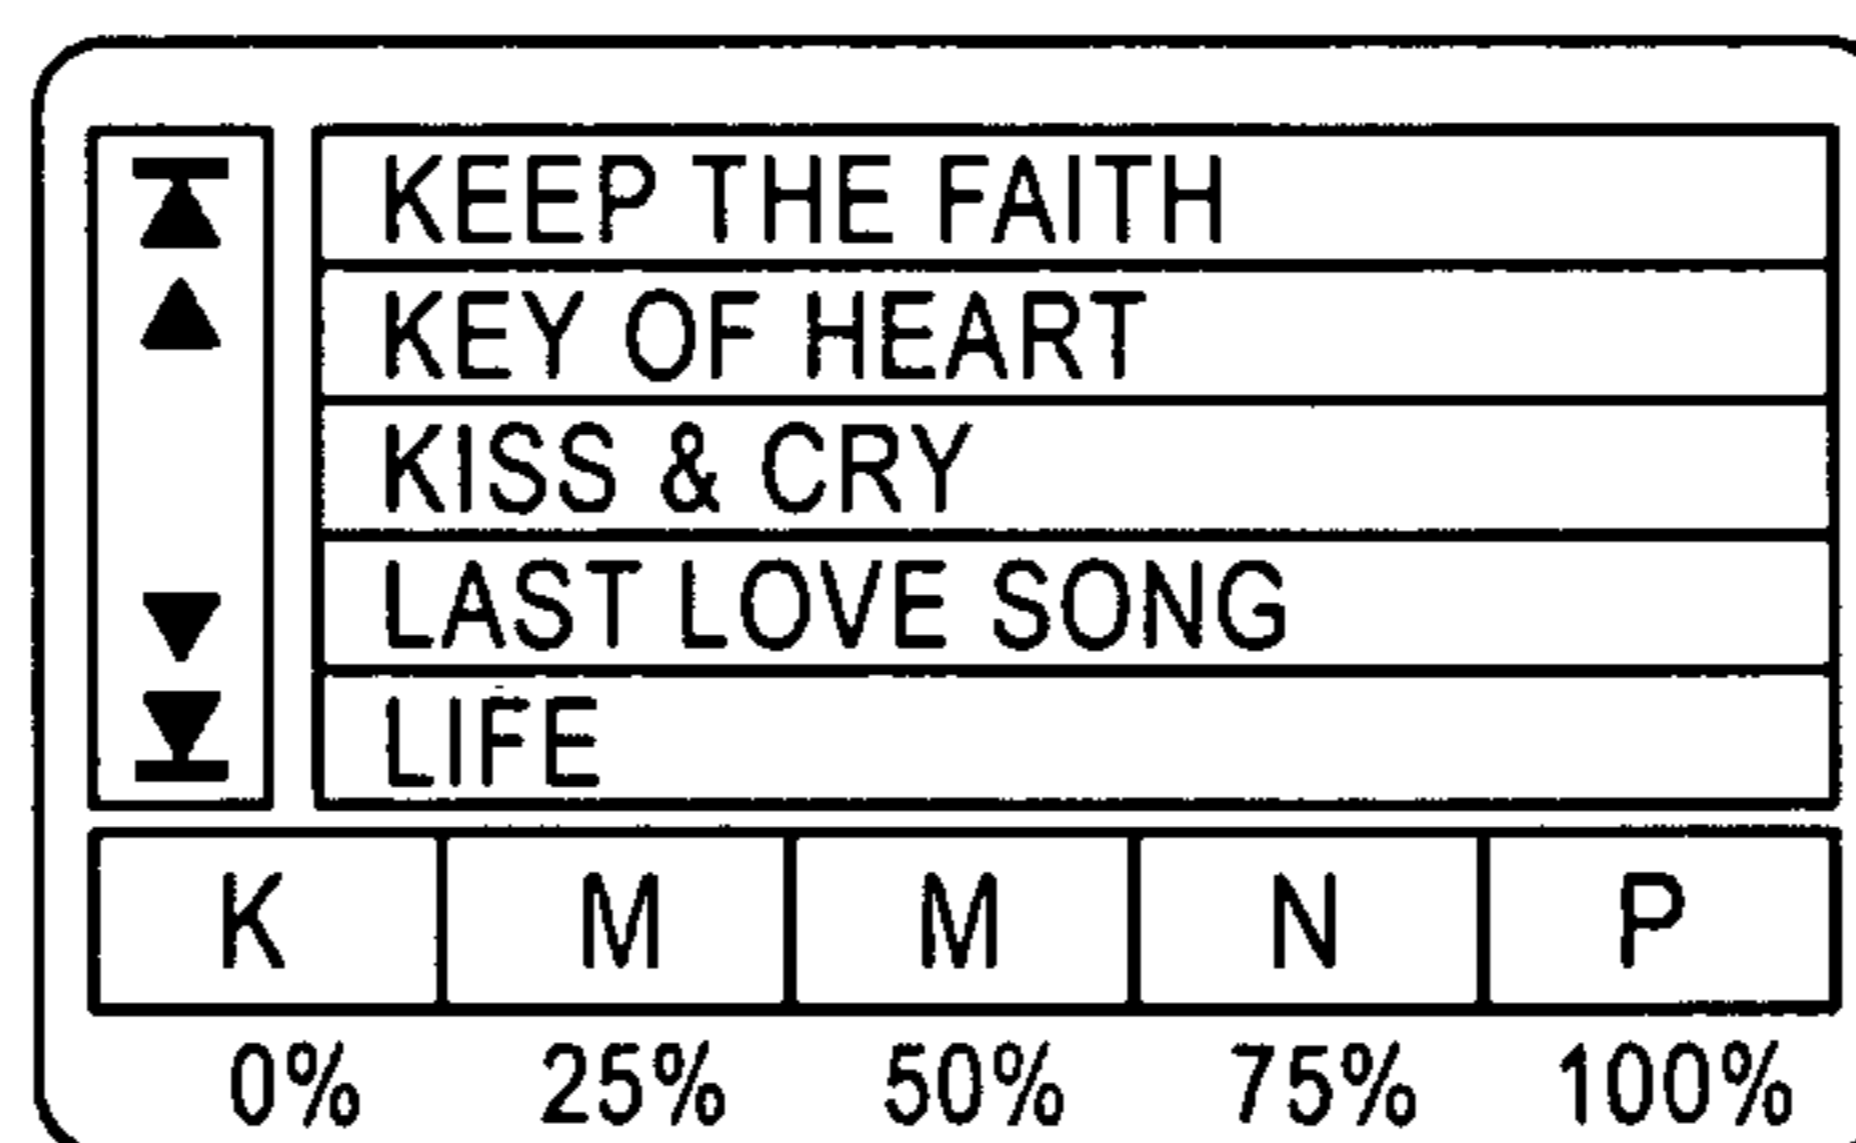 KEEP THE FAITH
KEY OF HEART
KISS & CRY
LAST LOVE SONG
LIFE
K M M N P
0% 25% 50% 75% 100%